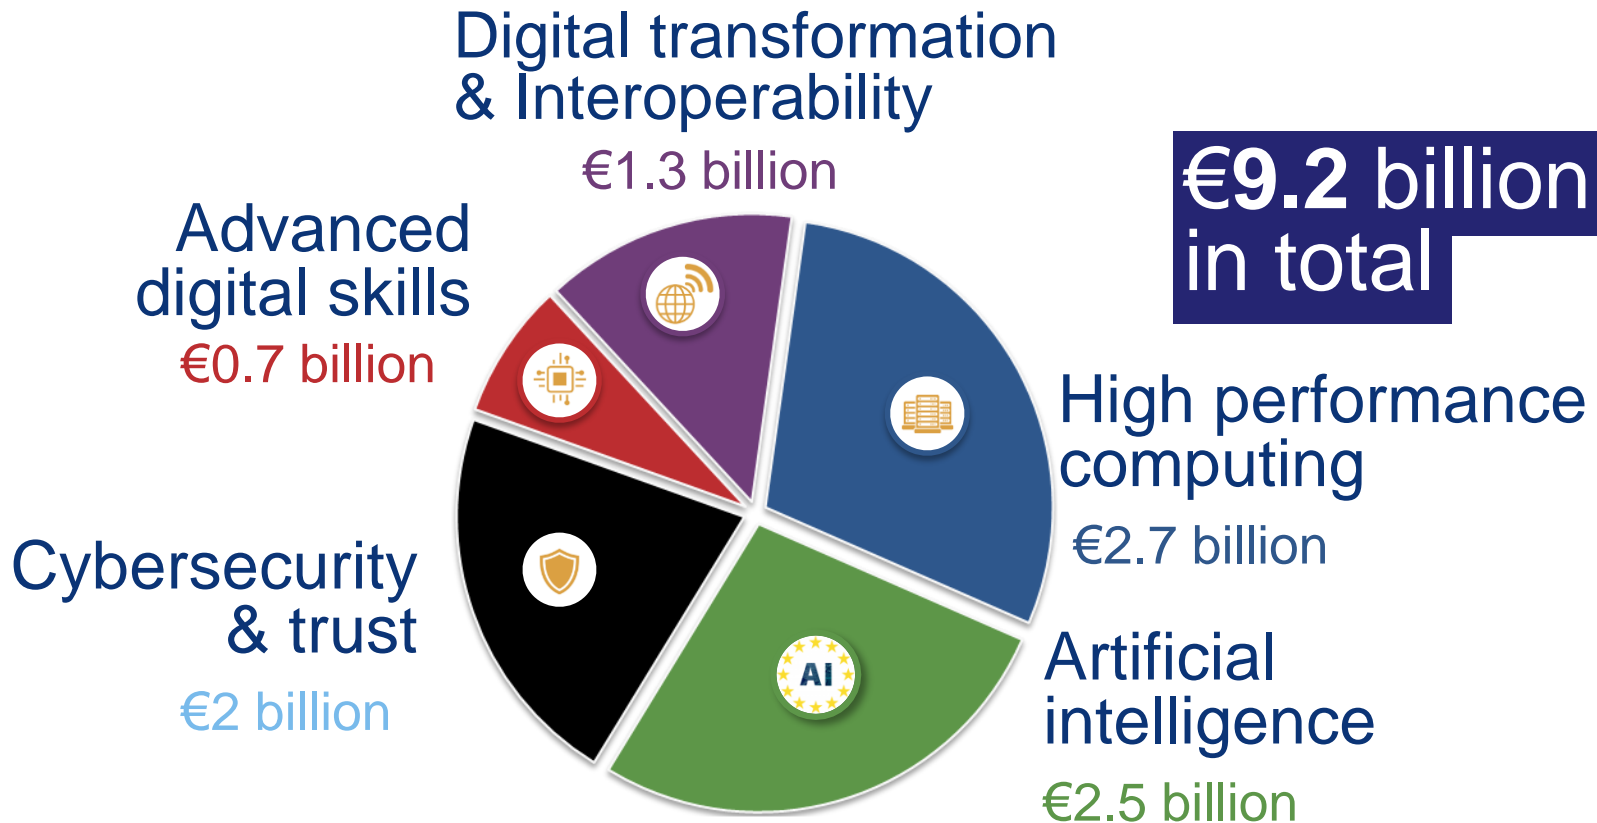 Digital transformation
& Interoperability
€1.3 billion
€9.2 billion
in total
Advanced
digital skills
€0.7 billion
High performance
computing
€2.7 billion
Cybersecurity
& trust
€2 billion
AI
Artificial
intelligence
€2.5 billion